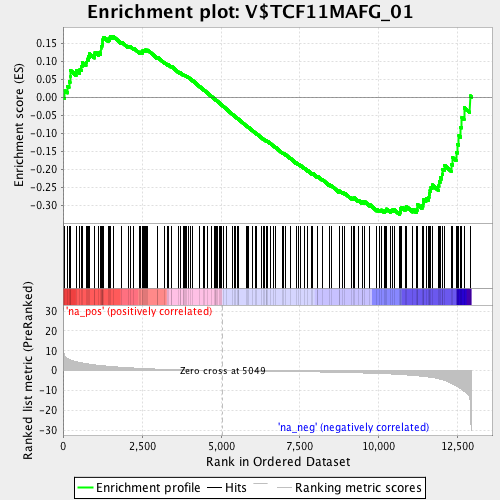 Enrichment plot: V$TCF11MAFG_01
Enrichment score (ES)
0.15
0.10
0.05
0.00
-0.05
-0.10
-0.15
-0.20
-0.25
-0.30
'na_pos' (positively correlated)
Ranked list metric (PreRanked)
30
20
10
0
-10
-20
-30
Zero cross at 5049
'na_neg' (negatively correlated)
0
2,500
5,000
7,500
10,000
12,500
Rank in Ordered Dataset
Enrichment profile
Hits
Ranking metric scores